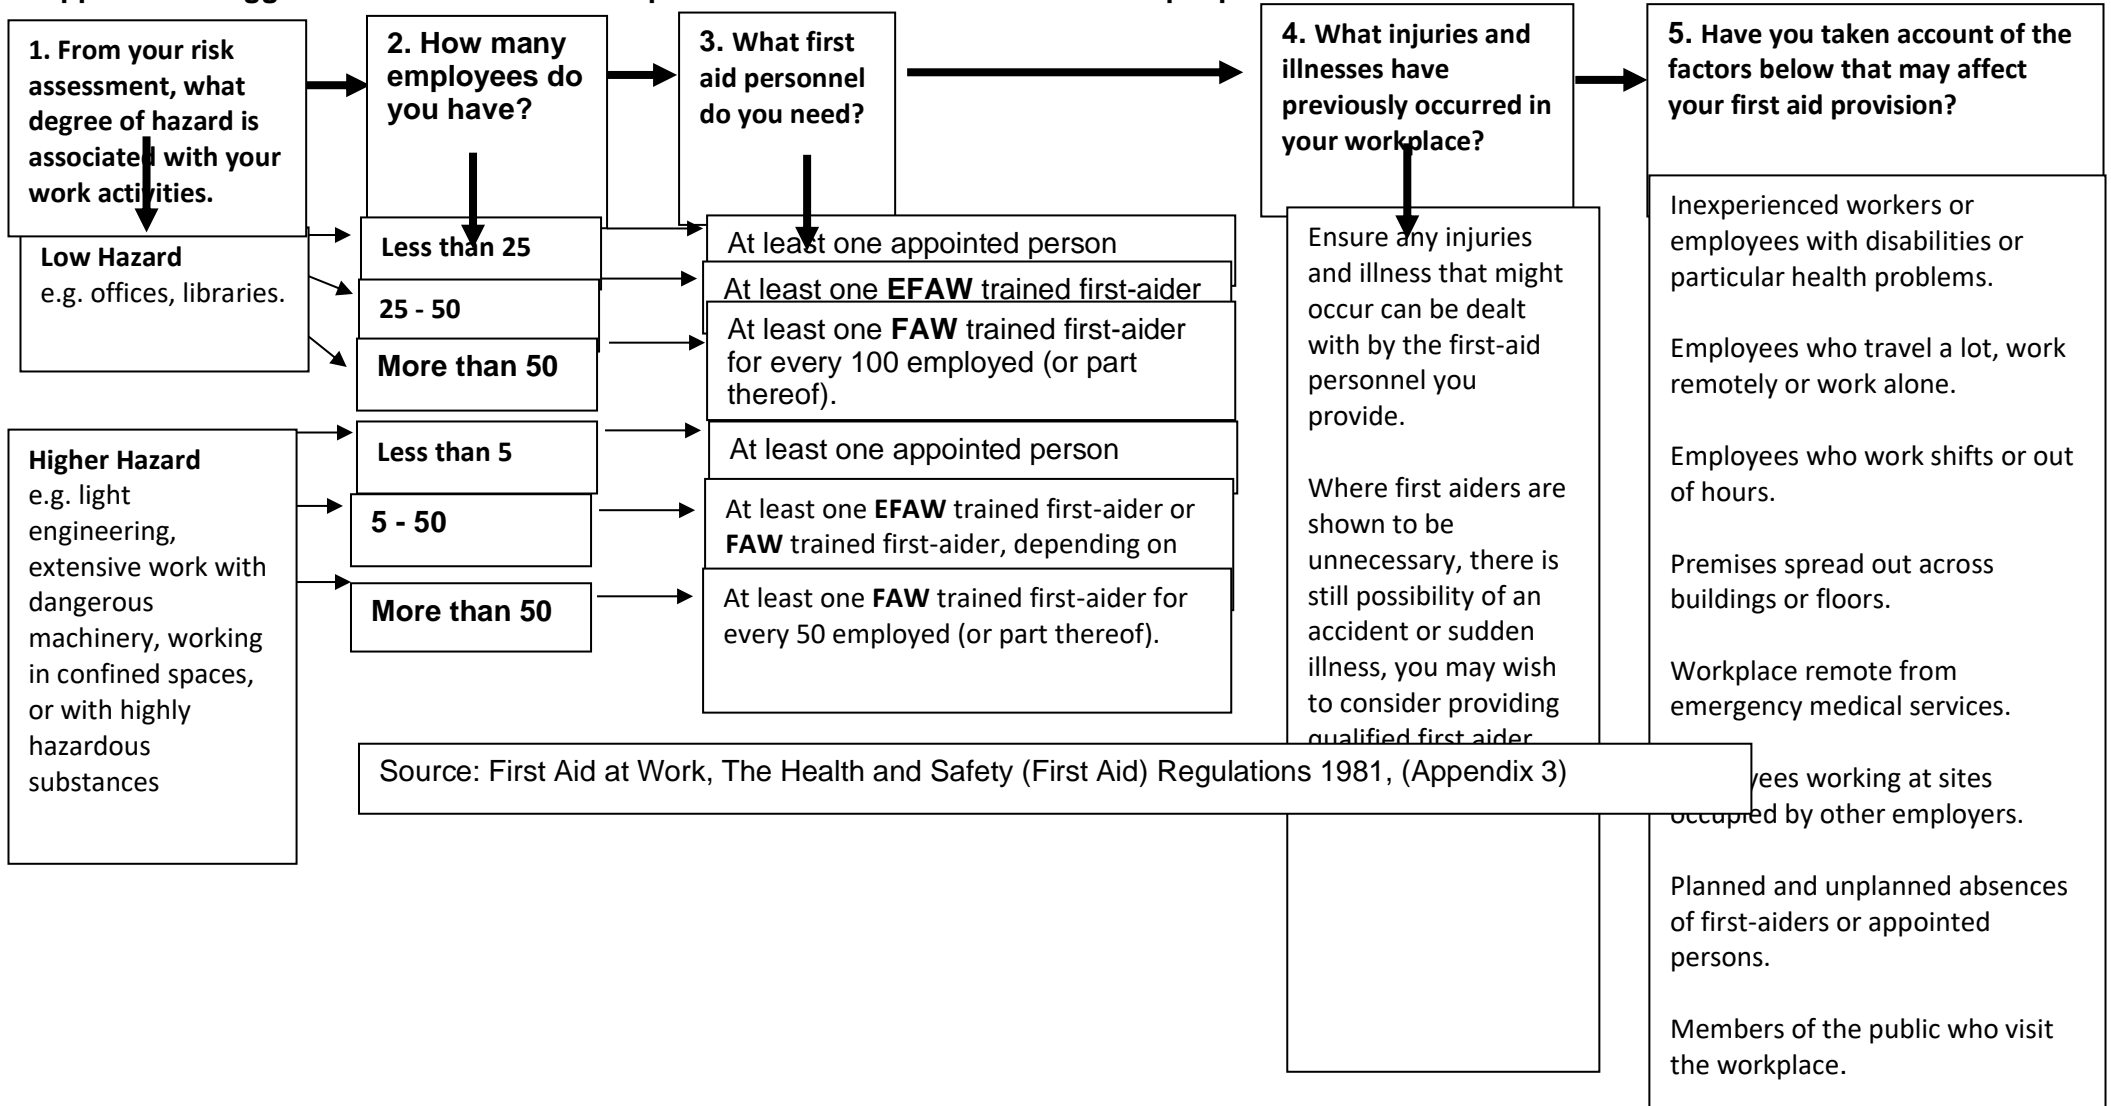 1. From your risk
assessment, what
degree of hazard is
associated with your
work activities.
2. How many
employees do
you have?
3. What first
aid personnel
do you need?
4. What injuries and
illnesses have
previously occurred in
your workplace?
5. Have you taken account of the
factors below that may affect
your first aid provision?
Low Hazard
e.g. offices, libraries.
Less than 25
25 - 50
More than 50
At least one appointed person
At least one EFAW trained first-aider
At least one FAW trained first-aider
for every 100 employed (or part
thereof).
Higher Hazard
e.g. light
engineering,
extensive work with
dangerous
machinery, working
in confined spaces,
or with highly
hazardous
substances
Less than 5
5 - 50
More than 50
At least one appointed person
At least one EFAW trained first-aider or
FAW trained first-aider, depending on
At least one FAW trained first-aider for
every 50 employed (or part thereof).
Ensure any injuries
and illness that might
occur can be dealt
with by the first-aid
personnel you
provide.
Where first aiders are
shown to be
unnecessary, there is
still possibility of an
accident or sudden
illness, you may wish
to consider providing
qualified first aider
Inexperienced workers or
employees with disabilities or
particular health problems.
Employees who travel a lot, work
remotely or work alone.
Employees who work shifts or out
of hours.
Premises spread out across
buildings or floors.
Workplace remote from
emergency medical services.
working at sites
occupied by other employers.
Planned and unplanned absences
of first-aiders or appointed
persons.
Members of the public who visit
the workplace.
Source: First Aid at Work, The Health and Safety (First Aid) Regulations 1981, (Appendix 3)